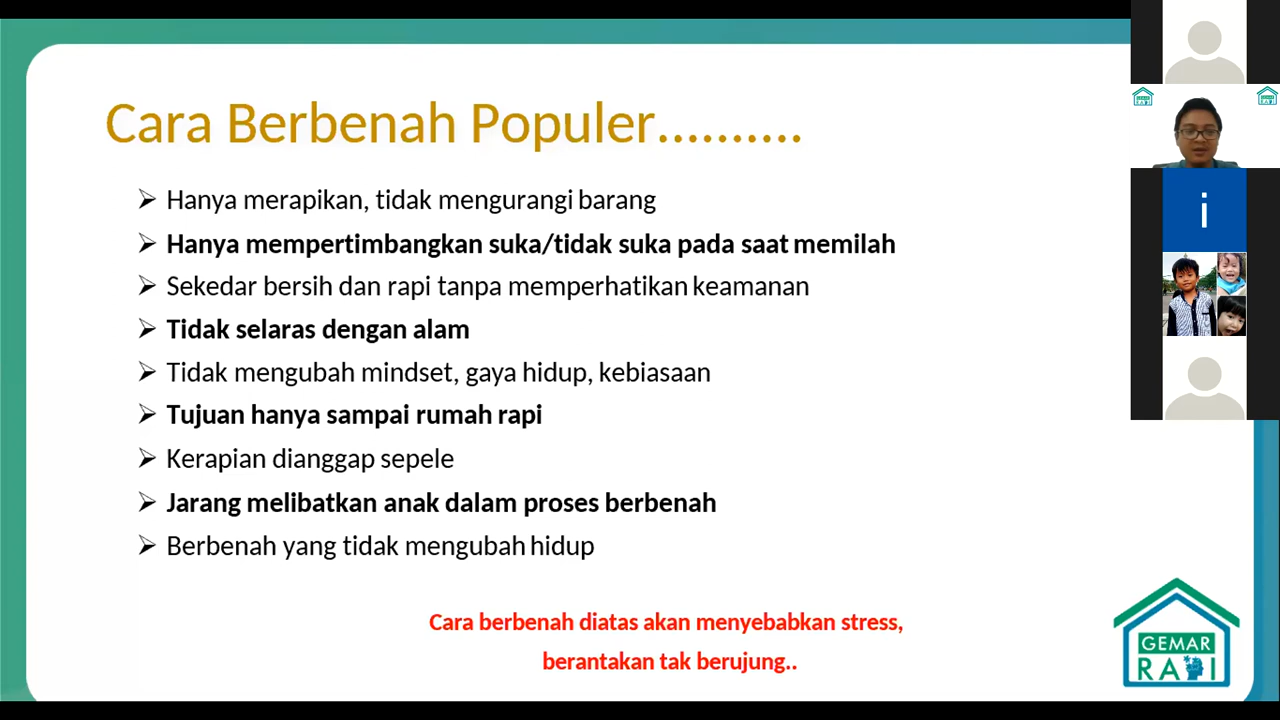 Cara Berbenah Populer..........
Hanya merapikan, tidak mengurangi barang
Hanya mempertimbangkan suka/tidak suka pada saat memilah
Sekedar bersih dan rapi tanpa memperhatikan keamanan
Tidak selaras dengan alam
Tidak mengubah mindset, gaya hidup, kebiasaan
Tujuan hanya sampai rumah rapi
Kerapian dianggap sepele
Jarang melibatkan anak dalam proses berbenah
Berbenah yang tidak mengubah hidup
Cara berbenah diatas akan menyebabkan stress,
berantakan tak berujung..
i
GEMAR
RAPI